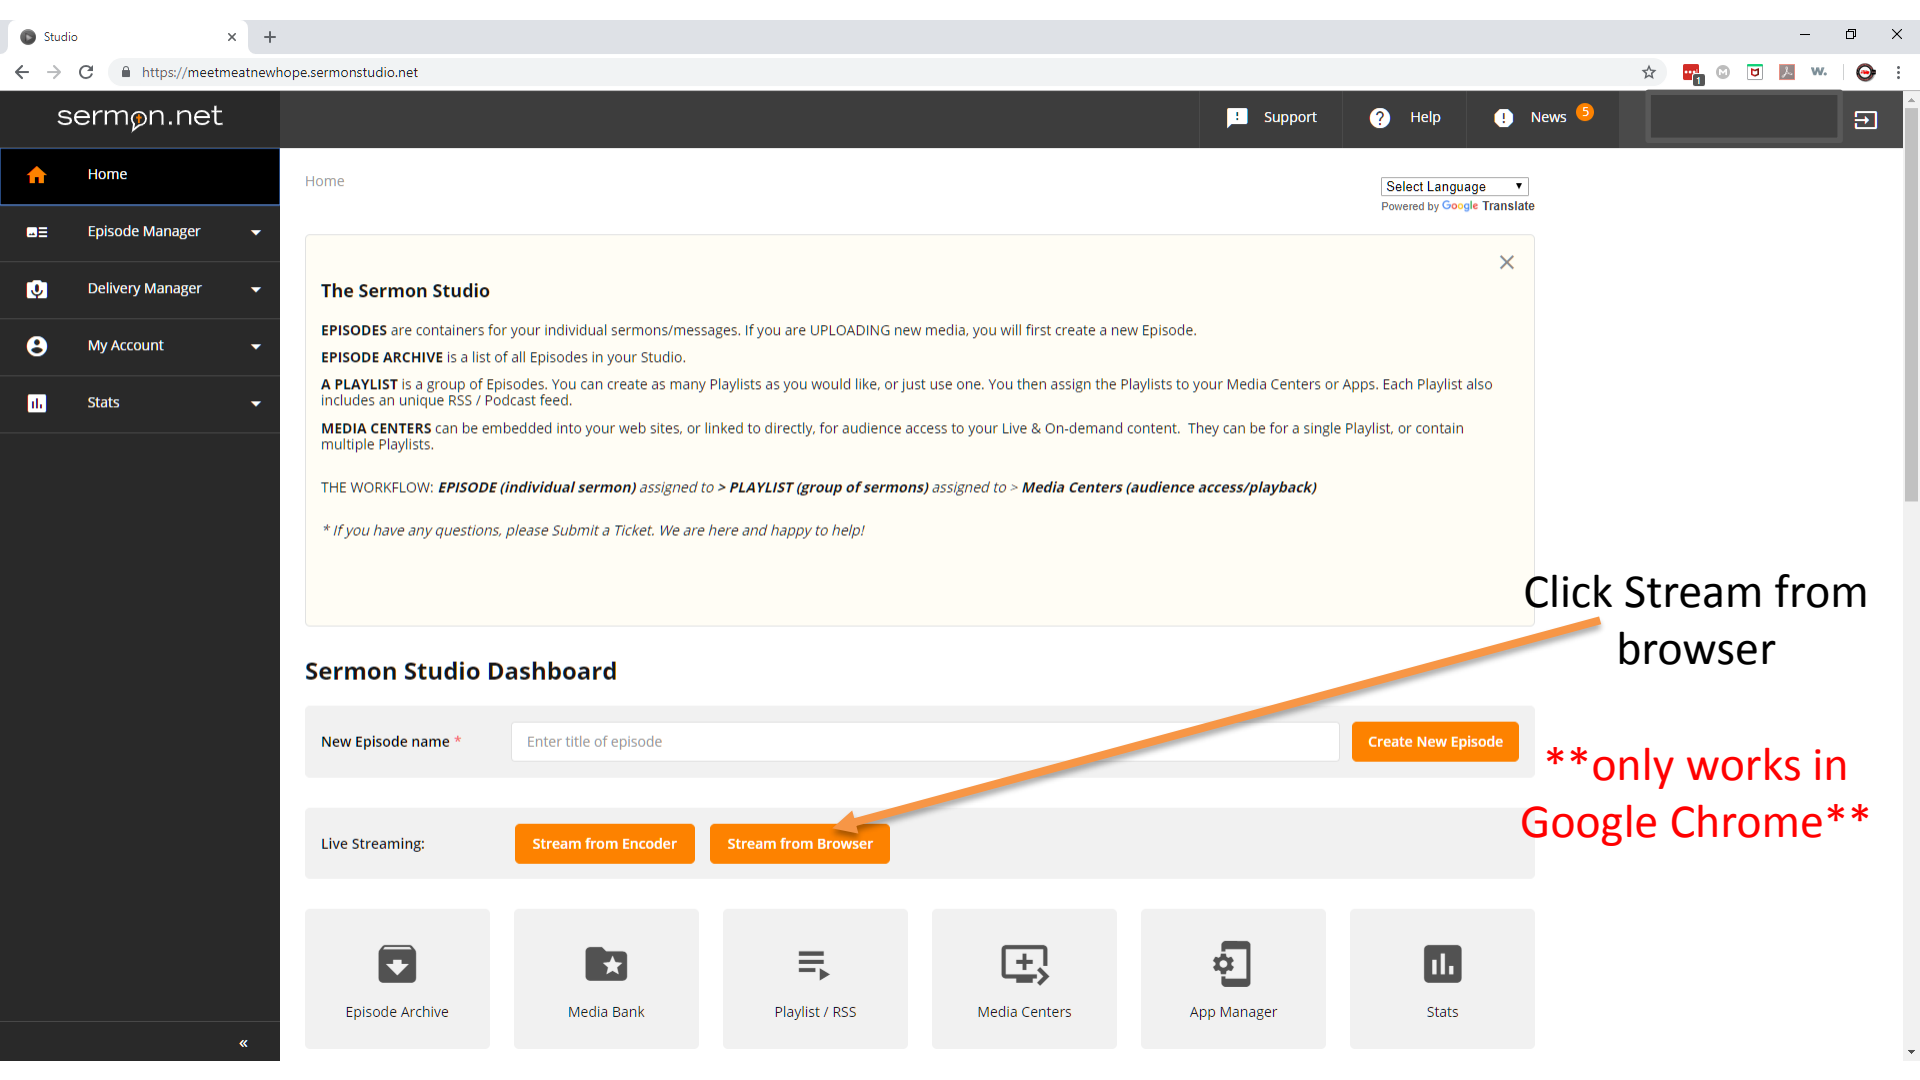 Studio
https://meetmeatnewhope.sermonstudio.net
1
w.
sermon.net
Support
Help
News 5
Home
Episode Manager
Delivery Manager
My Account
Stats
«
Home
Select Language
Powered by Google Translate
The Sermon Studio
EPISODES are containers for your individual sermons/messages. If you are UPLOADING new media, you will first create a new Episode.
EPISODE ARCHIVE is a list of all Episodes in your Studio.
A PLAYLIST is a group of Episodes. You can create as many Playlists as you would like, or just use one. You then assign the Playlists to your Media Centers or Apps. Each Playlist also
includes an unique RSS / Podcast feed.
MEDIA CENTERS can be embedded into your web sites, or linked to directly, for audience access to your Live & On-demand content.  They can be for a single Playlist, or contain
multiple Playlists.
THE WORKFLOW: EPISODE (individual sermon) assigned to > PLAYLIST (group of sermons) assigned to > Media Centers (audience access/playback)
* If you have any questions, please Submit a Ticket. We are here and happy to help!
Click Stream from
browser
Sermon Studio Dashboard
New Episode name *
Enter title of episode
Create New Episode
**only works in
Google Chrome**
Live Streaming:
Stream from Encoder
Stream from Browser
Episode Archive
Media Bank
Playlist / RSS
Media Centers
App Manager
Stats